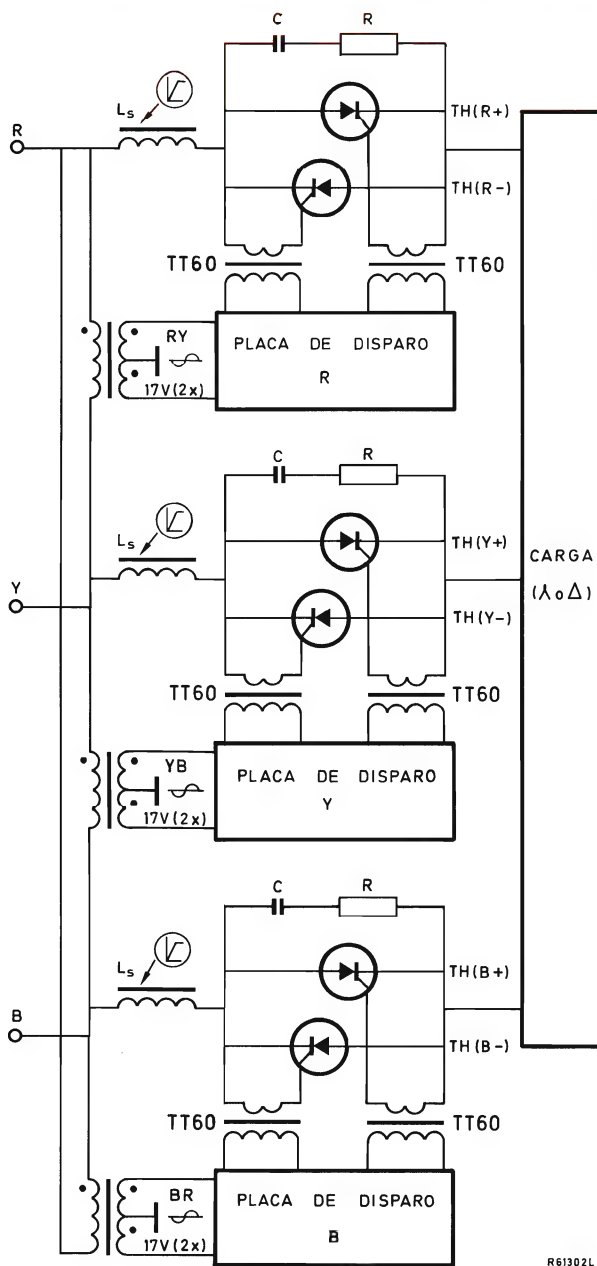 C R
Ls
R
TH(R+)
TH(R-)
TT60 TT60
RY
17V(2x)
PLACA DE DISPARO
R
C R
Ls
Y
TH(Y+)
TH(Y-)
CARGA
(⅄ o Δ)
TT60 TT60
YB
17V(2x)
PLACA DE DISPARO
Y
C R
Ls
B
TH(B+)
TH(B-)
TT60 TT60
BR
17V(2x)
PLACA DE DISPARO
B
R61302L